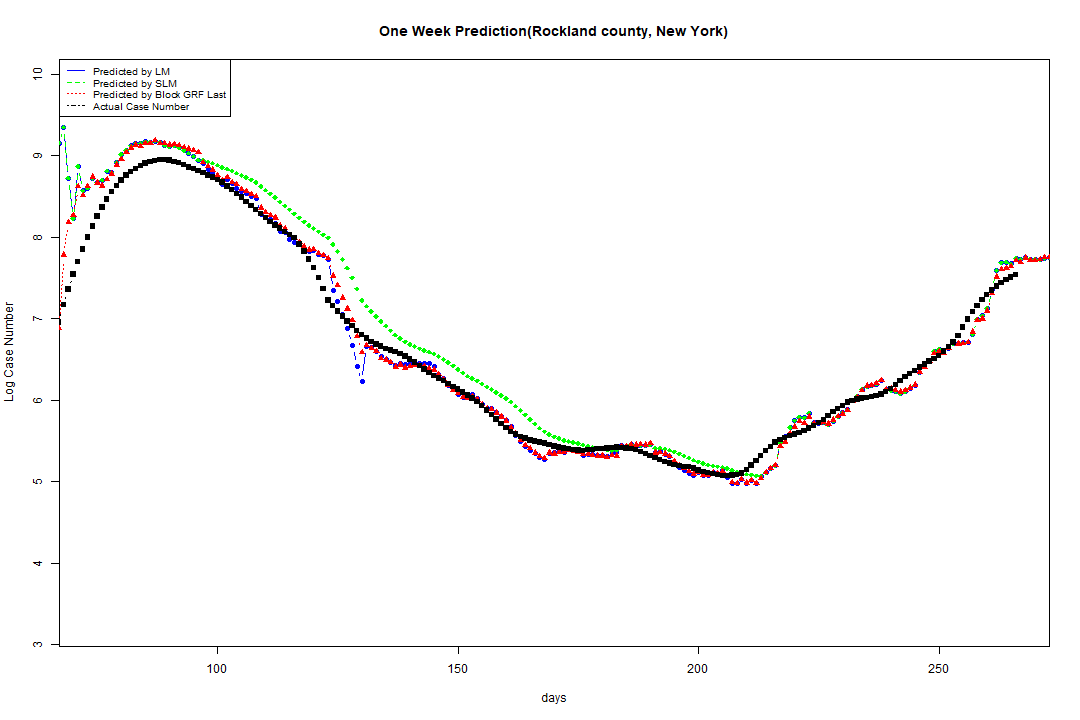 One Week Prediction(Rockland county, New York)
Predicted by LM
Predicted by SLM
Predicted by Block GRF Last
Actual Case Number
Log Case Number
10
9
8
7
6
5
4
3
100 150 200 250
days